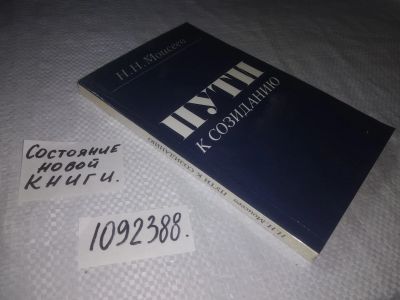 Н.Н. Моисеев
ПУТИ
К СОЗИДАНИЮ
Н.Н. Моисеев ПУТИ К СОЗИДАНИЮ
Состояние
новой
КНИГИ.
1092388.